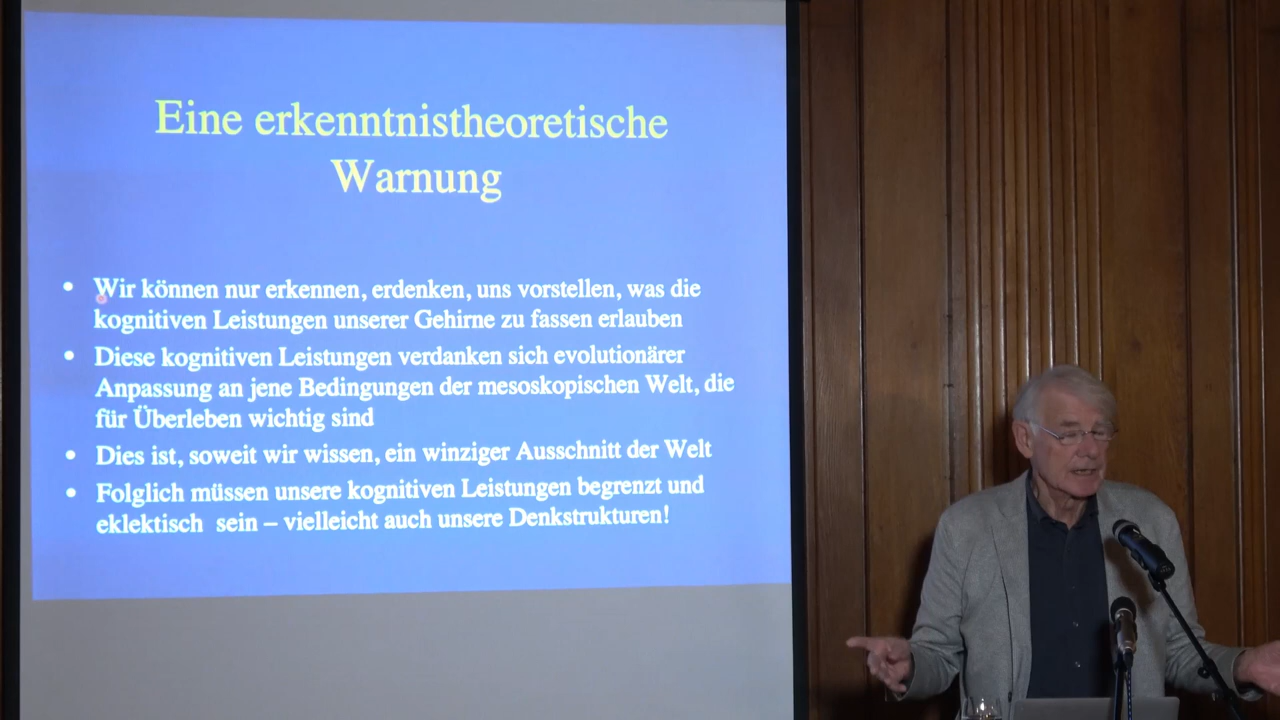 Eine erkenntnistheoretische
Warnung
• Wir können nur erkennen, erdenken, uns vorstellen, was die
kognitiven Leistungen unserer Gehirne zu fassen erlauben
• Diese kognitiven Leistungen verdanken sich evolutionärer
Anpassung an jene Bedingungen der mesoskopischen Welt, die
für Überleben wichtig sind
• Dies ist, soweit wir wissen, ein winziger Ausschnitt der Welt
• Folglich müssen unsere kognitiven Leistungen begrenzt und
eklektisch  sein – vielleicht auch unsere Denkstrukturen!